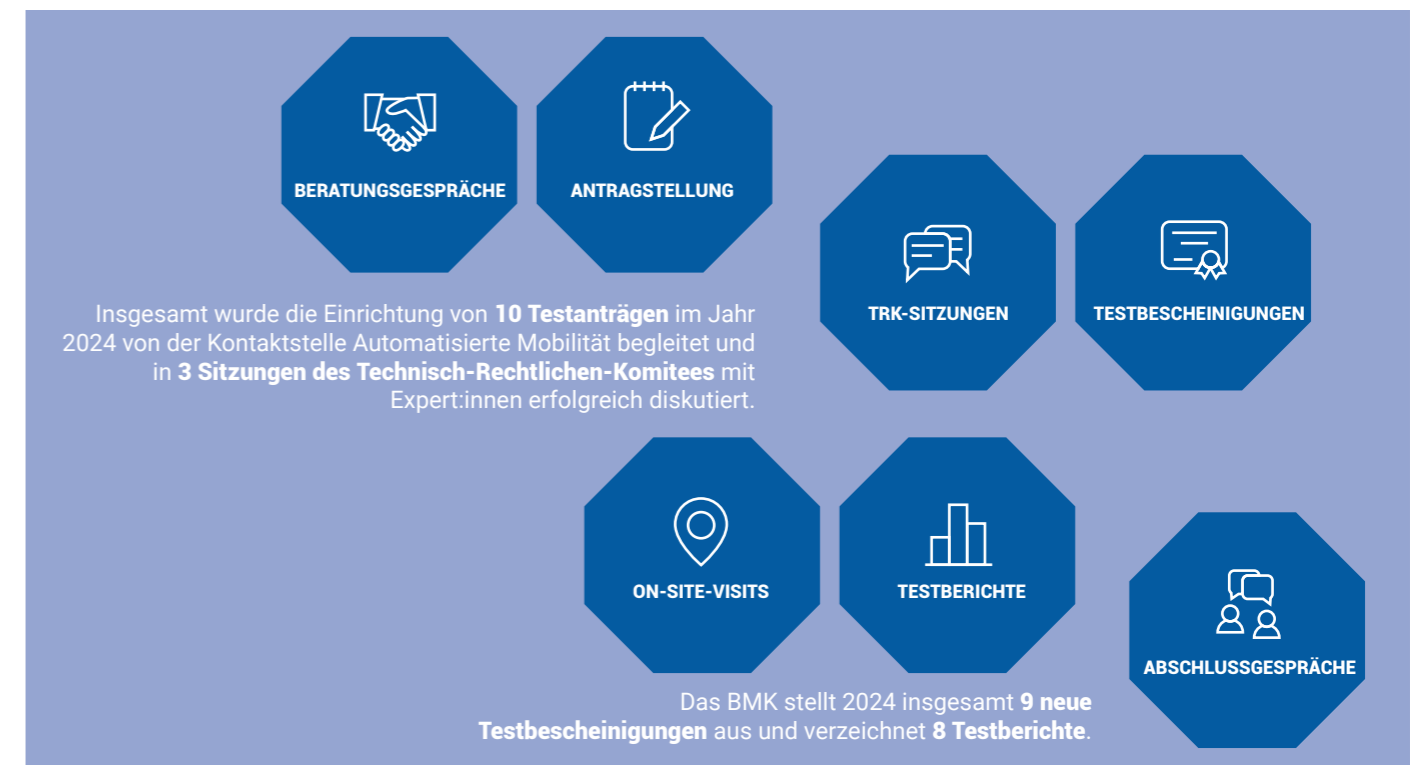 BERATUNGSGESPRÄCHE
ANTRAGSTELLUNG
TRK-SITZUNGEN
TESTBESCHEINIGUNGEN
Insgesamt wurde die Einrichtung von 10 Testanträgen im Jahr
2024 von der Kontaktstelle Automatisierte Mobilität begleitet und
in 3 Sitzungen des Technisch-Rechtlichen-Komitees mit
Expert:innen erfolgreich diskutiert.
ON-SITE-VISITS
TESTBERICHTE
ABSCHLUSSGESPRÄCHE
Das BMK stellt 2024 insgesamt 9 neue
Testbescheinigungen aus und verzeichnet 8 Testberichte.